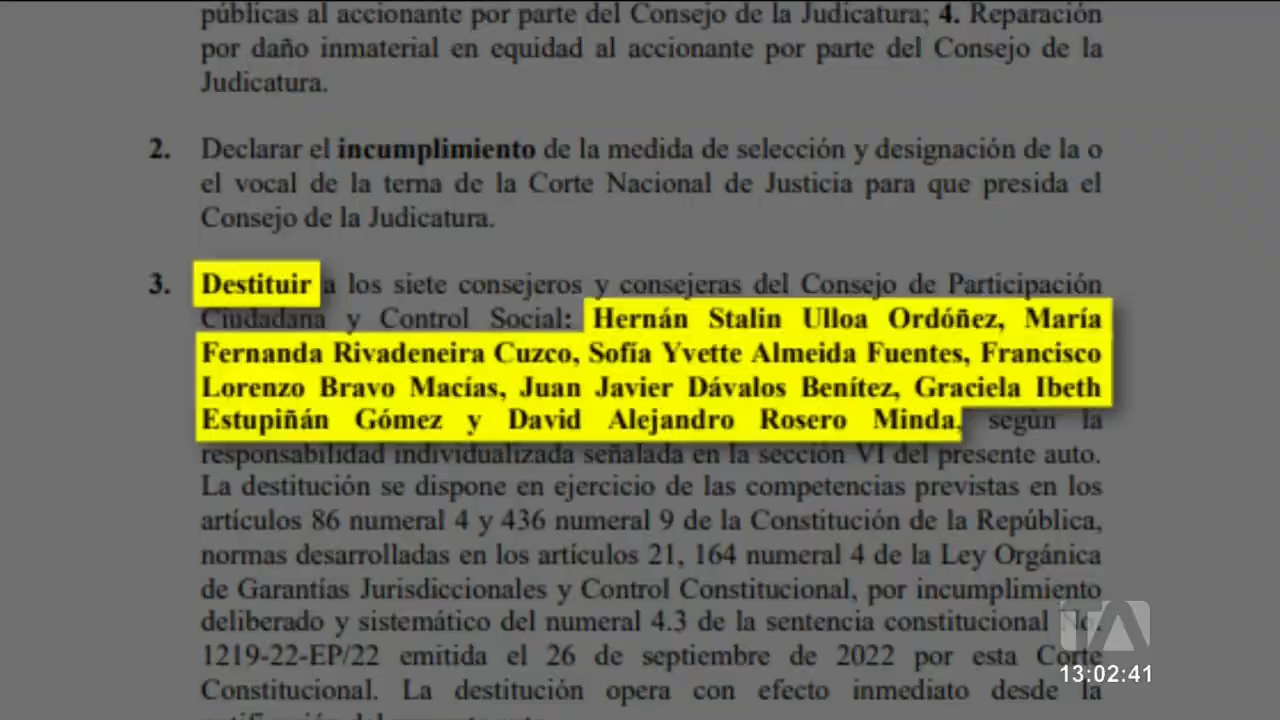 públicas al accionante por parte del Consejo de la Judicatura; 4. Reparación
por daño inmaterial en equidad al accionante por parte del Consejo de la
Judicatura.
2. Declarar el incumplimiento de la medida de selección y designación de la o
el vocal de la terna de la Corte Nacional de Justicia para que presida el
Consejo de la Judicatura.
3. Destituir a los siete consejeros y consejeras del Consejo de Participación
Ciudadana y Control Social: Hernán Stalin Ulloa Ordóñez, María
Fernanda Rivadeneira Cuzco, Sofía Yvette Almeida Fuentes, Francisco
Lorenzo Bravo Macías, Juan Javier Dávalos Benítez, Graciela Ibeth
Estupiñán Gómez y David Alejandro Rosero Minda, según la
responsabilidad individualizada señalada en la sección VI del presente auto.
La destitución se dispone en ejercicio de las competencias previstas en los
artículos 86 numeral 4 y 436 numeral 9 de la Constitución de la República,
normas desarrolladas en los artículos 21, 164 numeral 4 de la Ley Orgánica
de Garantías Jurisdiccionales y Control Constitucional, por incumplimiento
deliberado y sistemático del numeral 4.3 de la sentencia constitucional No.
1219-22-EP/22 emitida el 26 de septiembre de 2022 por esta Corte
Constitucional. La destitución opera con efecto inmediato desde la
TA
13:02:41